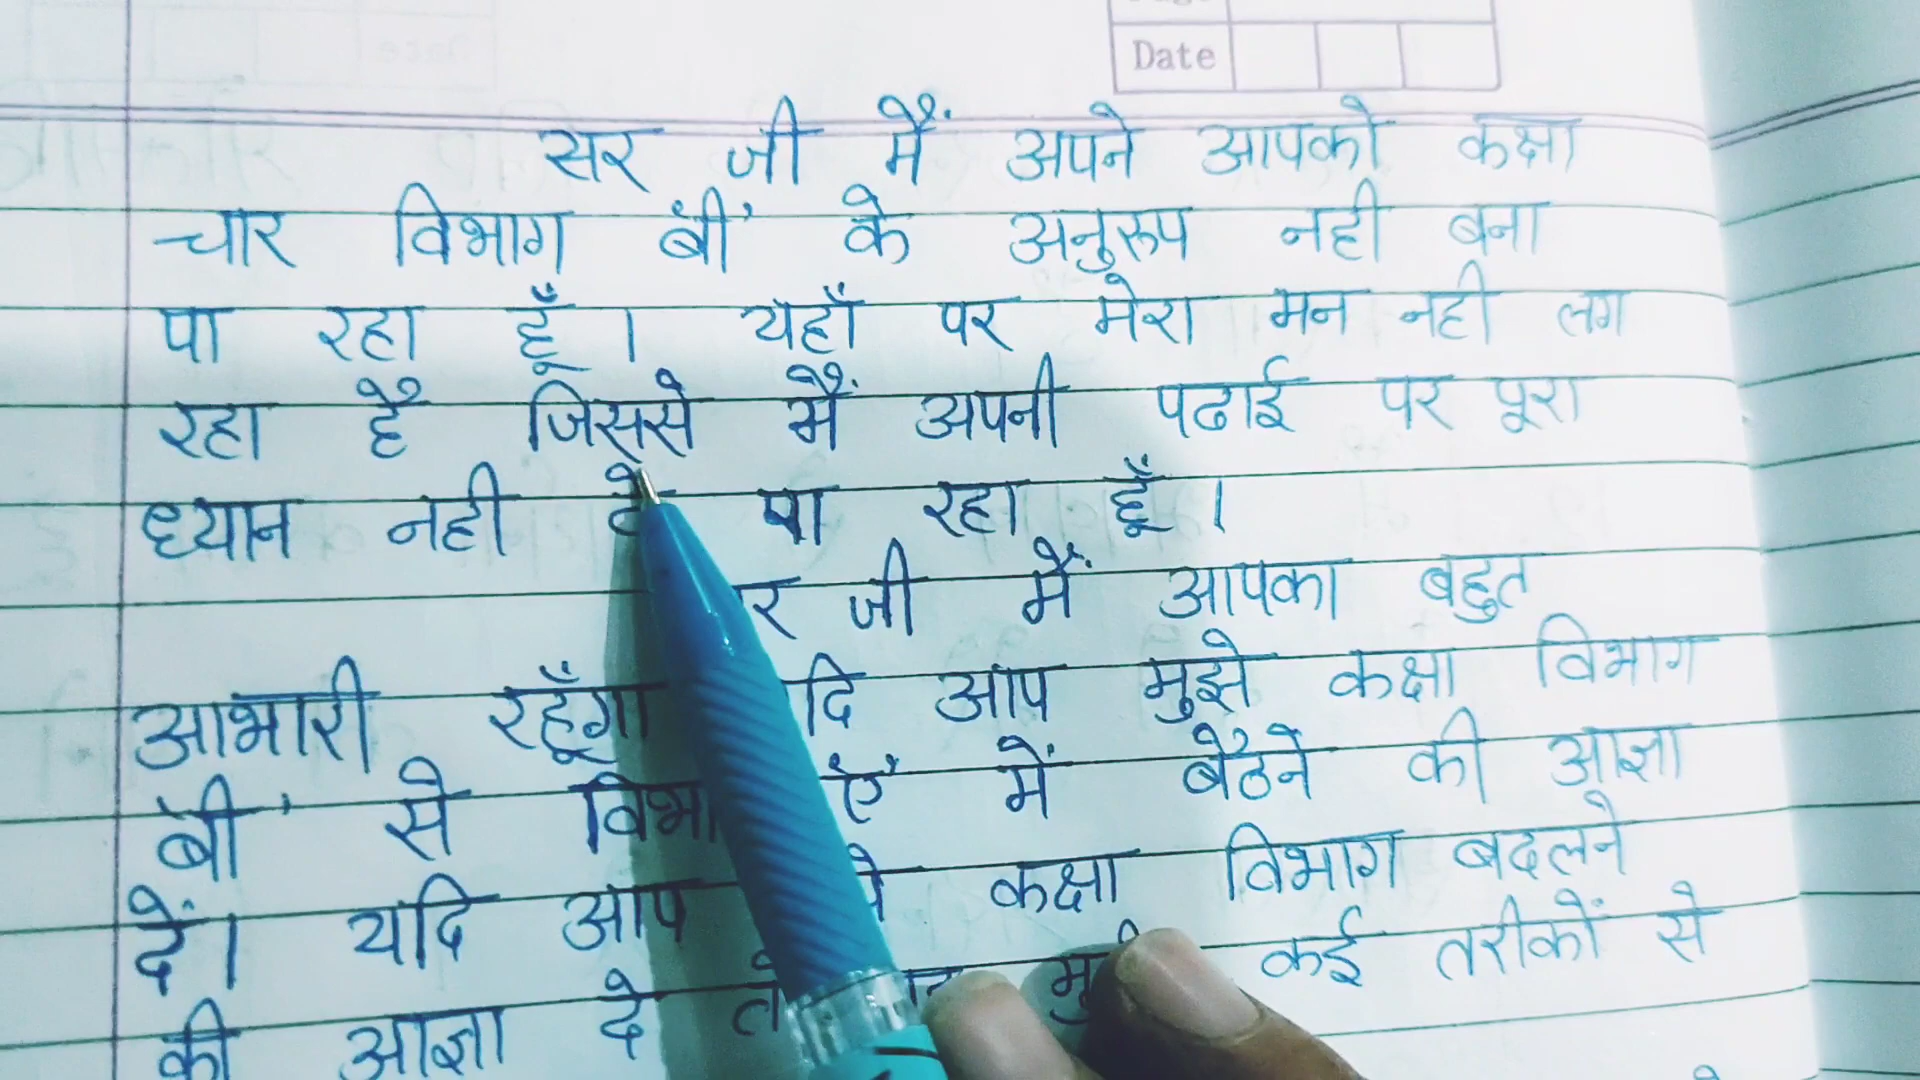 Date
सर जी मैं अपने आपको कक्षा
चार विभाग 'बी' के अनुरूप नही बना
पा रहा हूँ। यहाँ पर मेरा मन नही लग
रहा है जिससे मैं अपनी पढाई पर पूरा
ध्यान नही दे पा रहा हूँ।
जी मैं आपका बहुत
आभारी रहूँगा आप मुझे कक्षा विभाग
'बी' से 'ए' में बैठने की आज्ञा
दें। यदि आप कक्षा विभाग बदलने
की आज्ञा दे कई तरीकों से